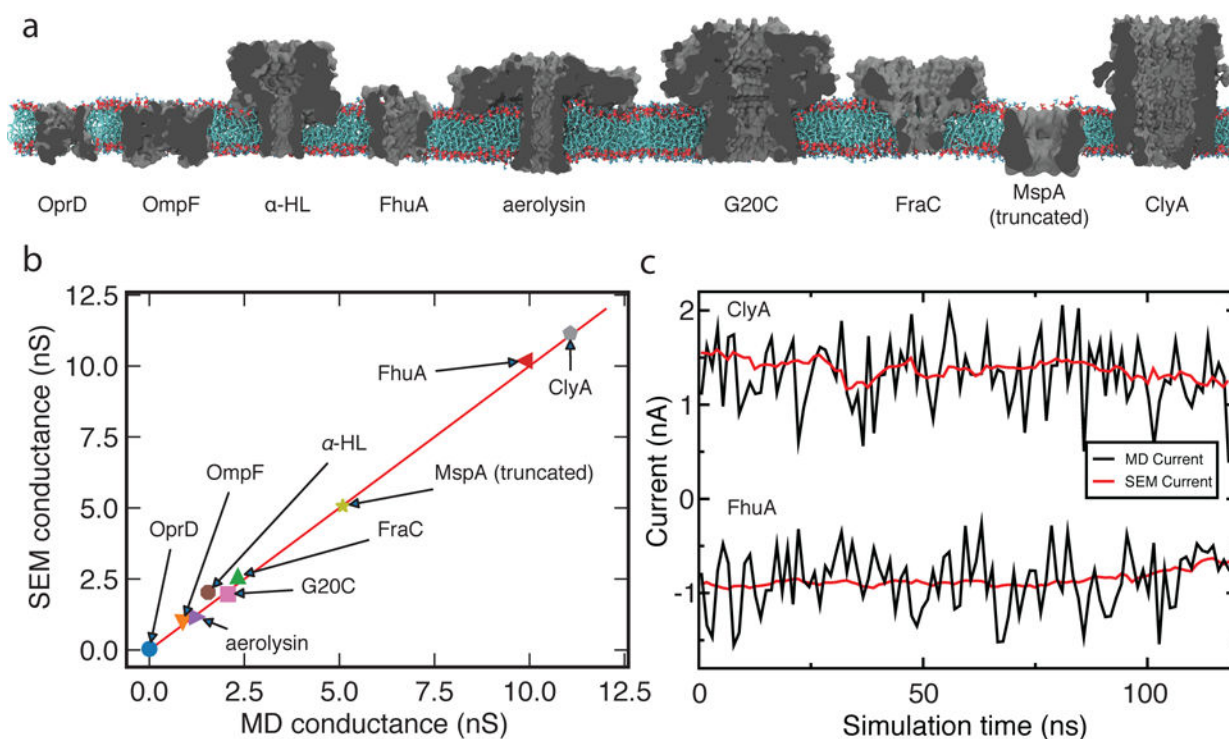 a
OprD
OmpF
α-HL
FhuA
aerolysin
G20C
FraC
MspA
(truncated)
ClyA
b
SEM conductance (nS)
12.5
10.0
7.5
5.0
2.5
0.0
FhuA
ClyA
α-HL
MspA (truncated)
OmpF
OprD
FraC
G20C
aerolysin
0.0
2.5
5.0
7.5
10.0
12.5
MD conductance (nS)
c
Current (nA)
2
1
0
-1
ClyA
MD Current
SEM Current
FhuA
0
50
100
Simulation time (ns)